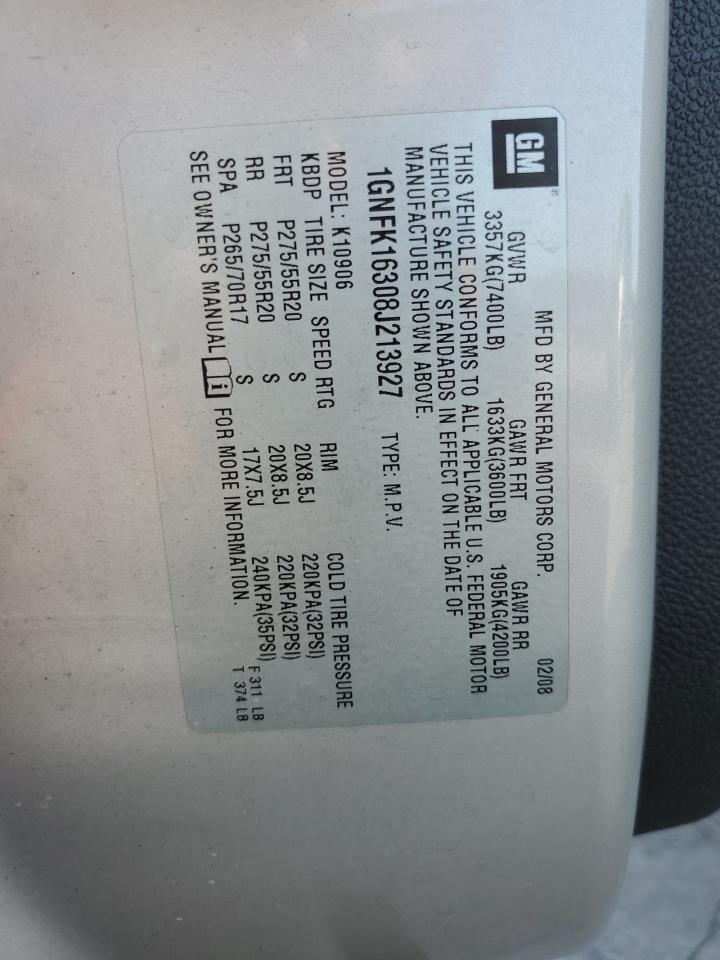 GM®
MFD BY GENERAL MOTORS CORP. 02/08
GVWR GAWR FRT GAWR RR
3357KG(7400LB) 1633KG(3600LB) 1905KG(4200LB)
THIS VEHICLE CONFORMS TO ALL APPLICABLE U.S. FEDERAL MOTOR
VEHICLE SAFETY STANDARDS IN EFFECT ON THE DATE OF
MANUFACTURE SHOWN ABOVE.
1GNFK16308J213927 TYPE: M.P.V.
MODEL: K10906
KBDP TIRE SIZE SPEED RTG RIM COLD TIRE PRESSURE
FRT P275/55R20 S 20X8.5J 220KPA(32PSI)
RR P275/55R20 S 20X8.5J 220KPA(32PSI)
SPA P265/70R17 S 17X7.5J 240KPA(35PSI) F 311 LB
SEE OWNER'S MANUAL i FOR MORE INFORMATION. T 374 LB